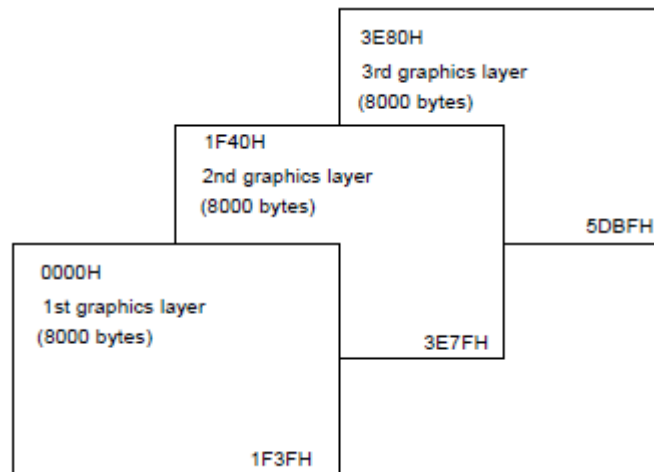 3E80H
3rd graphics layer
(8000 bytes)
5DBFH
1F40H
2nd graphics layer
(8000 bytes)
3E7FH
0000H
1st graphics layer
(8000 bytes)
1F3FH